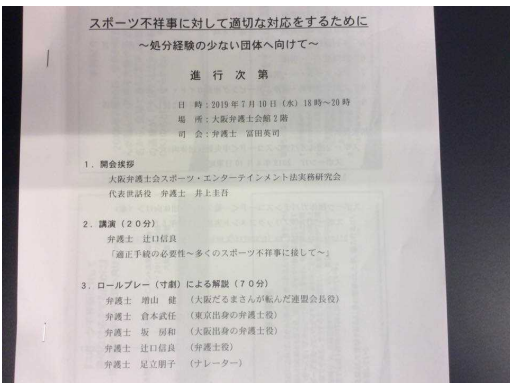 スポーツ不祥事に対して適切な対応をするために
～処分経験の少ない団体へ向けて～
進 行 次 第
日 時：2019年7月10日（水）18時～20時
場 所：大阪弁護士会館2階
司 会：弁護士 冨田英司
1．開会挨拶
大阪弁護士会スポーツ・エンターテインメント法実務研究会
代表世話役 弁護士 井上圭吾
2．講演（20分）
弁護士 辻口信良
「適正手続の必要性～多くのスポーツ不祥事に接して～」
3．ロールプレー（寸劇）による解説（70分）
弁護士 増山 健 （大阪だるまさんが転んだ連盟会長役）
弁護士 倉本武任 （東京出身の弁護士役）
弁護士 坂 房和 （大阪出身の弁護士役）
弁護士 辻口信良 （弁護士役）
弁護士 足立朋子 （ナレーター）